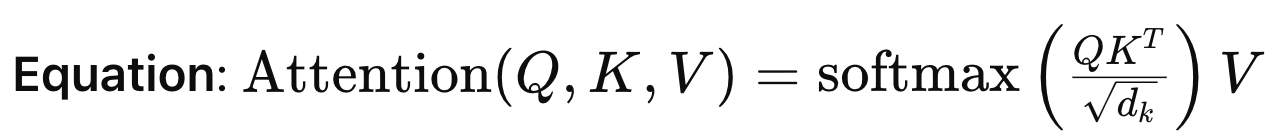 Equation: Attention(Q, K, V) = softmax(QK^T / √d_k) V